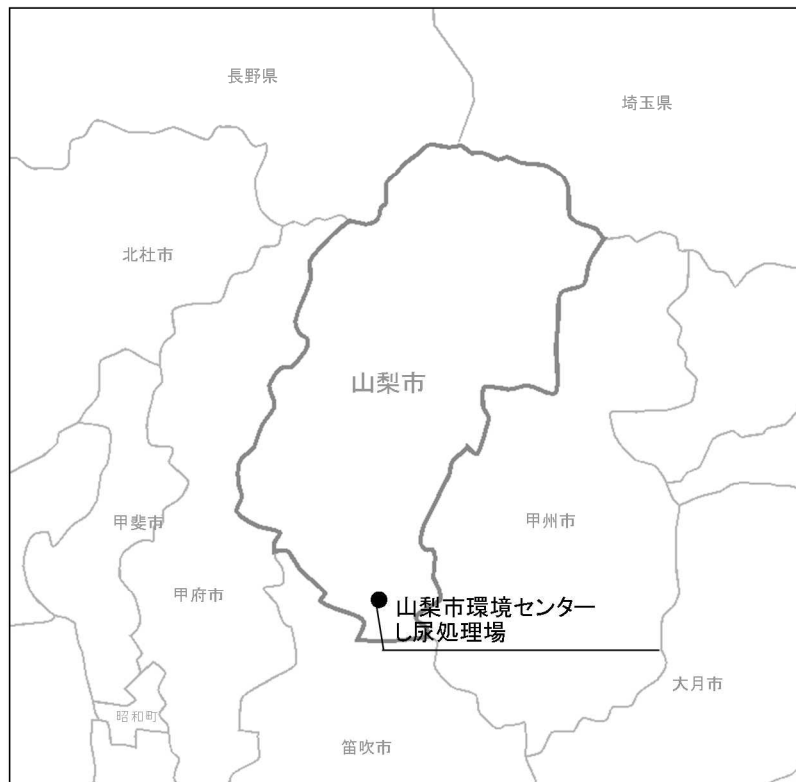 長野県
埼玉県
北杜市
山梨市
甲斐市
甲州市
甲府市
山梨市環境センター
し尿処理場
大月市
昭和町
笛吹市